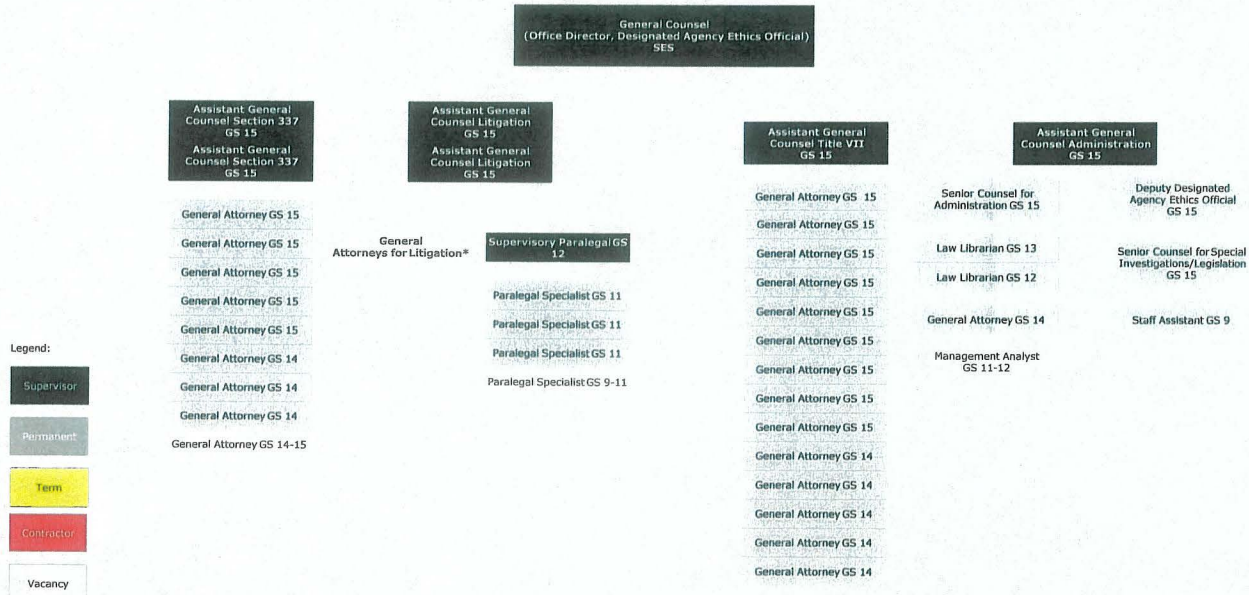 General Counsel
(Office Director, Designated Agency Ethics Official)
SES
Assistant General
Counsel Section 337
GS 15
Assistant General
Counsel Section 337
GS 15
General Attorney GS 15
General Attorney GS 15
General Attorney GS 15
General Attorney GS 15
General Attorney GS 15
General Attorney GS 14
General Attorney GS 14
General Attorney GS 14
General Attorney GS 14-15
Assistant General
Counsel Litigation
GS 15
Assistant General
Counsel Litigation
GS 15
General
Attorneys for Litigation*
Supervisory Paralegal GS
12
Paralegal Specialist GS 11
Paralegal Specialist GS 11
Paralegal Specialist GS 11
Paralegal Specialist GS 9-11
Assistant General
Counsel Title VII
GS 15
General Attorney GS 15
General Attorney GS 15
General Attorney GS 15
General Attorney GS 15
General Attorney GS 15
General Attorney GS 15
General Attorney GS 15
General Attorney GS 15
General Attorney GS 15
General Attorney GS 14
General Attorney GS 14
General Attorney GS 14
General Attorney GS 14
General Attorney GS 14
Assistant General
Counsel Administration
GS 15
Senior Counsel for
Administration GS 15
Law Librarian GS 13
Law Librarian GS 12
General Attorney GS 14
Management Analyst
GS 11-12
Deputy Designated
Agency Ethics Official
GS 15
Senior Counsel for Special
Investigations/Legislation
GS 15
Staff Assistant GS 9
Legend:
Supervisor
Permanent
Term
Contractor
Vacancy